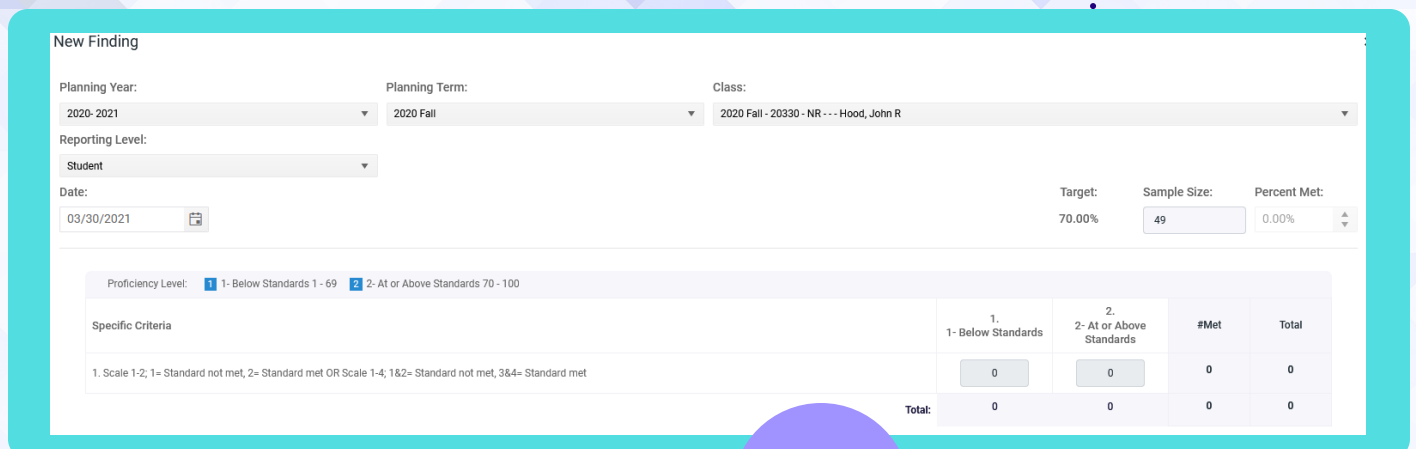 New Finding
Planning Year: Planning Term: Class:
2020- 2021 2020 Fall 2020 Fall - 20330 - NR - - - Hood, John R
Reporting Level:
Student
Date: Target: Sample Size: Percent Met:
03/30/2021 70.00% 49 0.00%
Proficiency Level: 1 1- Below Standards 1 - 69 2 2- At or Above Standards 70 - 100
Specific Criteria 1. 1- Below Standards 2. 2- At or Above Standards #Met Total
1. Scale 1-2; 1= Standard not met, 2= Standard met OR Scale 1-4; 1&2= Standard not met, 3&4= Standard met 0 0 0 0
Total: 0 0 0 0